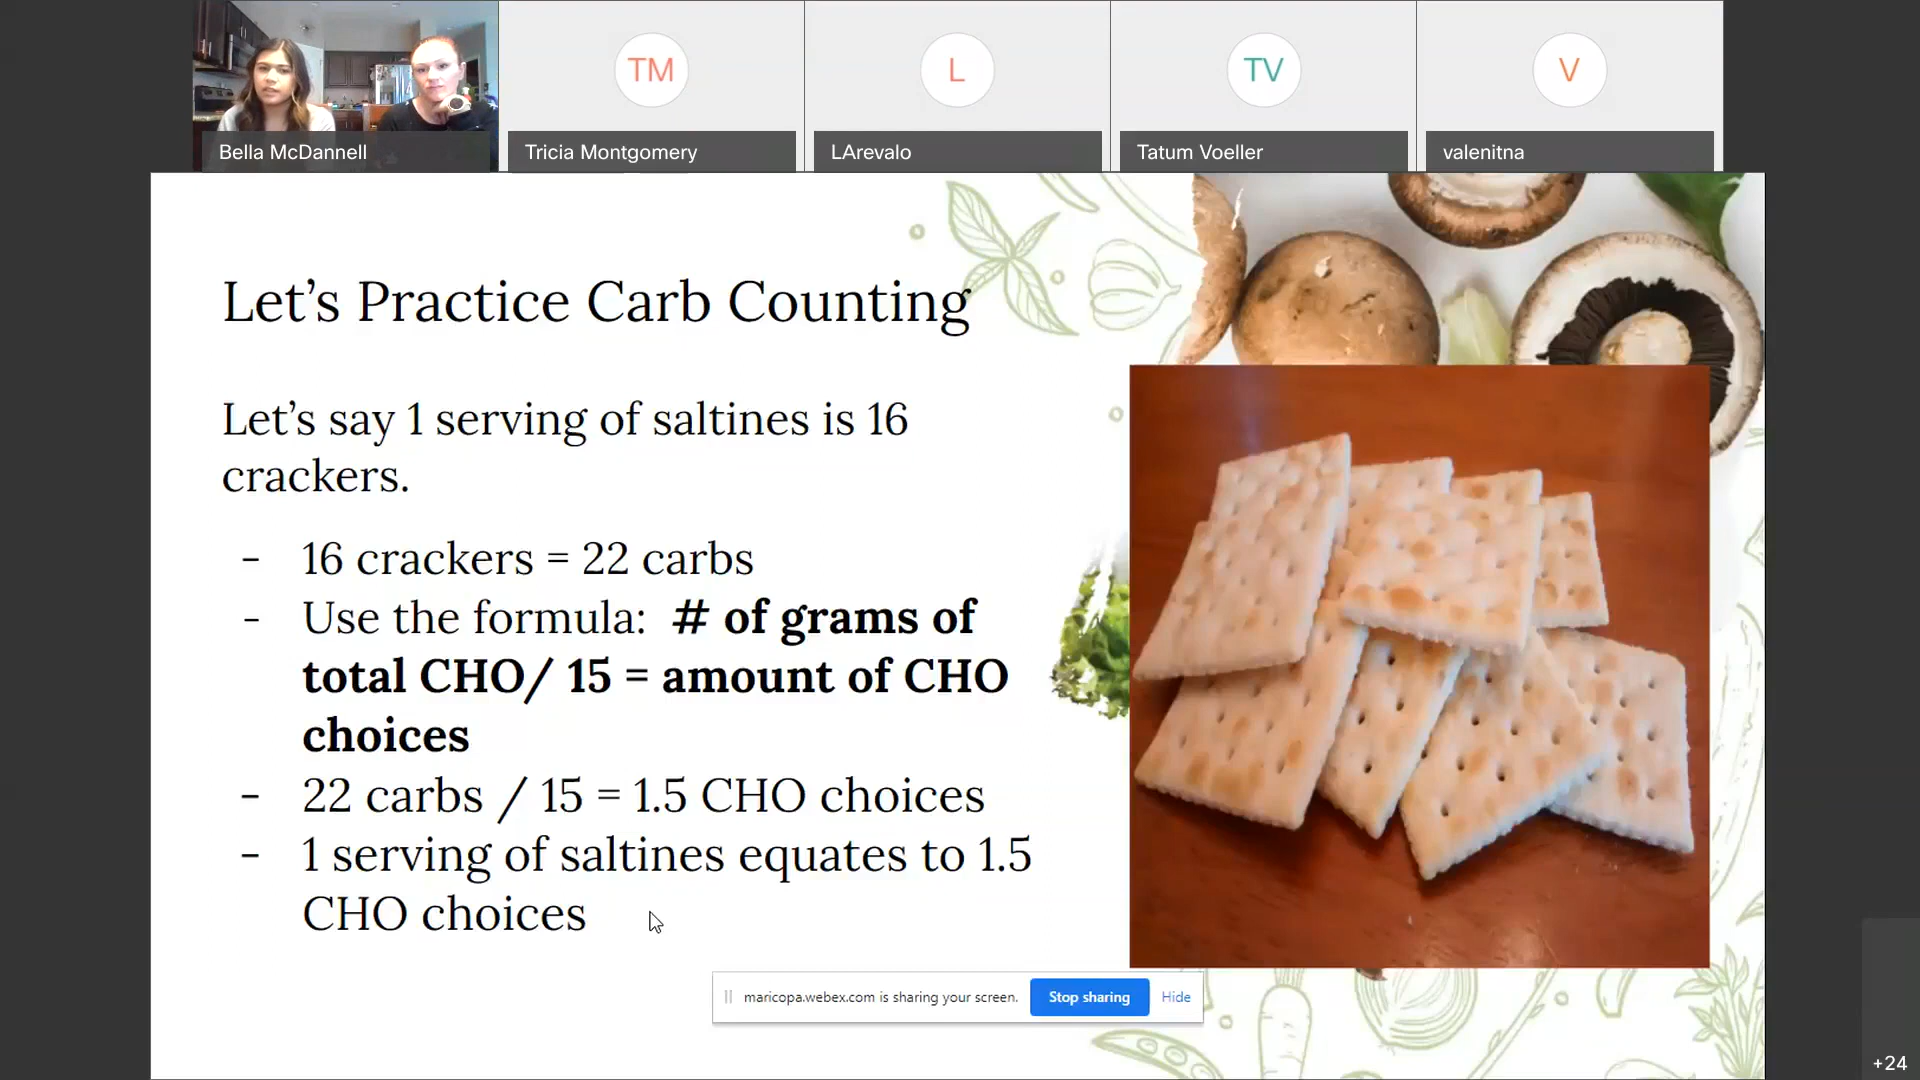 TM
L
TV
V
Bella McDannell
Tricia Montgomery
LArevalo
Tatum Voeller
valenitna
Let's Practice Carb Counting
Let's say 1 serving of saltines is 16
crackers.
- 16 crackers = 22 carbs
- Use the formula: # of grams of
total CHO/ 15 = amount of CHO
choices
- 22 carbs / 15 = 1.5 CHO choices
- 1 serving of saltines equates to 1.5
CHO choices
maricopa.webex.com is sharing your screen.
Stop sharing
Hide
+24